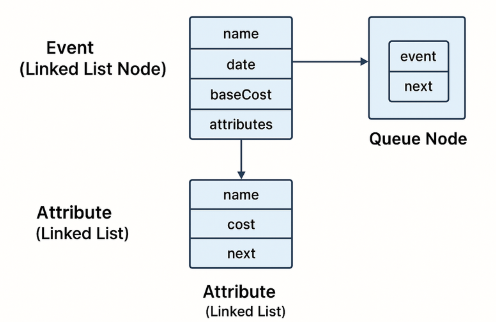 Event
(Linked List Node)
name
date
baseCost
attributes
event
next
Queue Node
Attribute
(Linked List)
name
cost
next
Attribute
(Linked List)